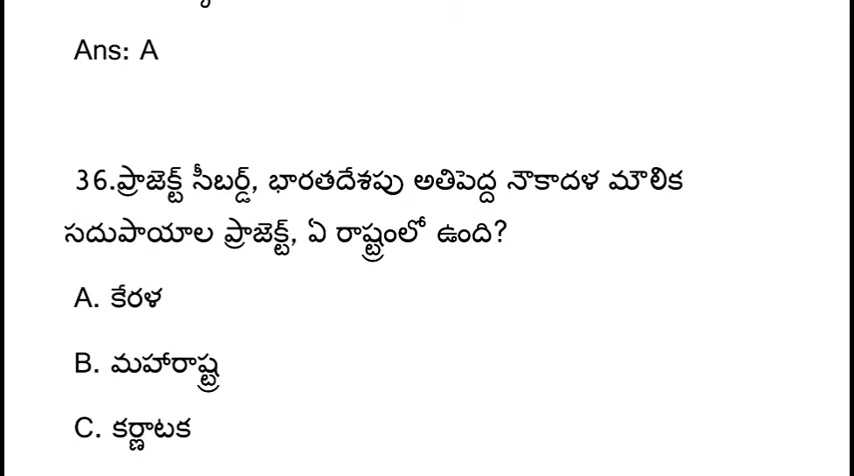 Ans: A
36.ప్రాజెక్ట్ సీబర్డ్, భారతదేశపు అతిపెద్ద నౌకాదళ మౌలిక
సదుపాయాల ప్రాజెక్ట్, ఏ రాష్ట్రంలో ఉంది?
A. కేరళ
B. మహారాష్ట్ర
C. కర్ణాటక